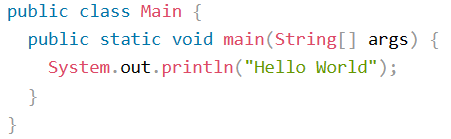 public class Main {
  public static void main(String[] args) {
    System.out.println("Hello World");
  }
}